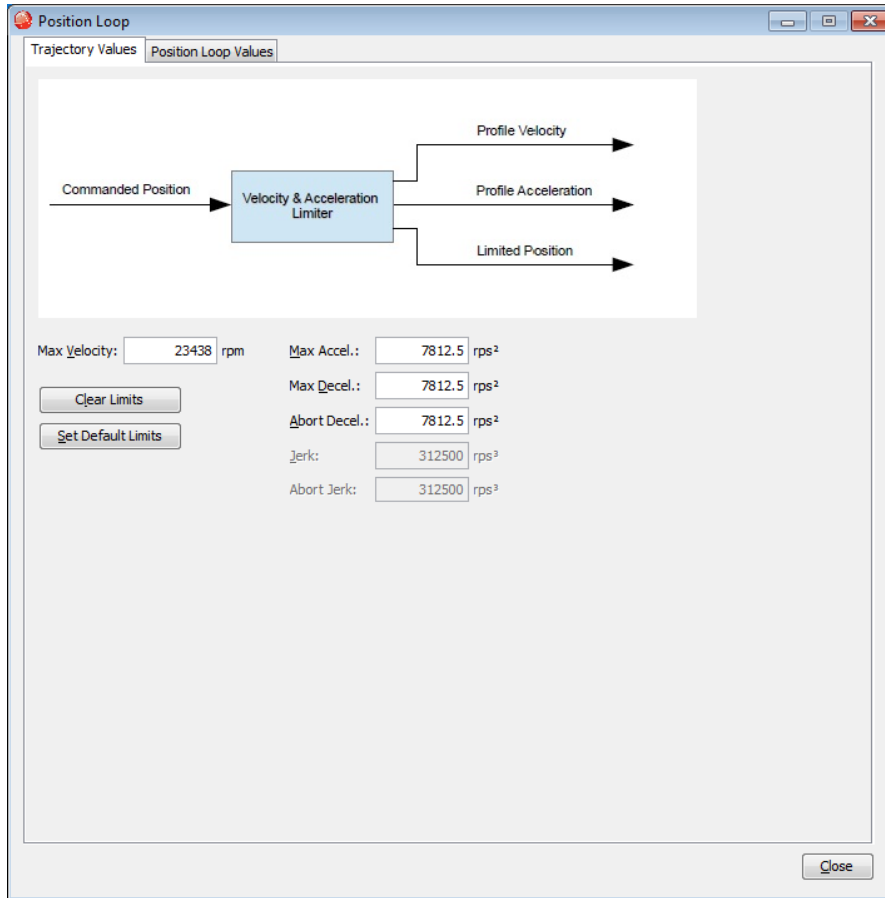 Position Loop
Trajectory Values
Position Loop Values
Profile Velocity
Commanded Position
Velocity & Acceleration
Limiter
Profile Acceleration
Limited Position
Max Velocity: 23438 rpm
Max Accel.: 7812.5 rps²
Max Decel.: 7812.5 rps²
Clear Limits
Abort Decel.: 7812.5 rps²
Set Default Limits
Jerk: 312500 rps³
Abort Jerk: 312500 rps³
Close